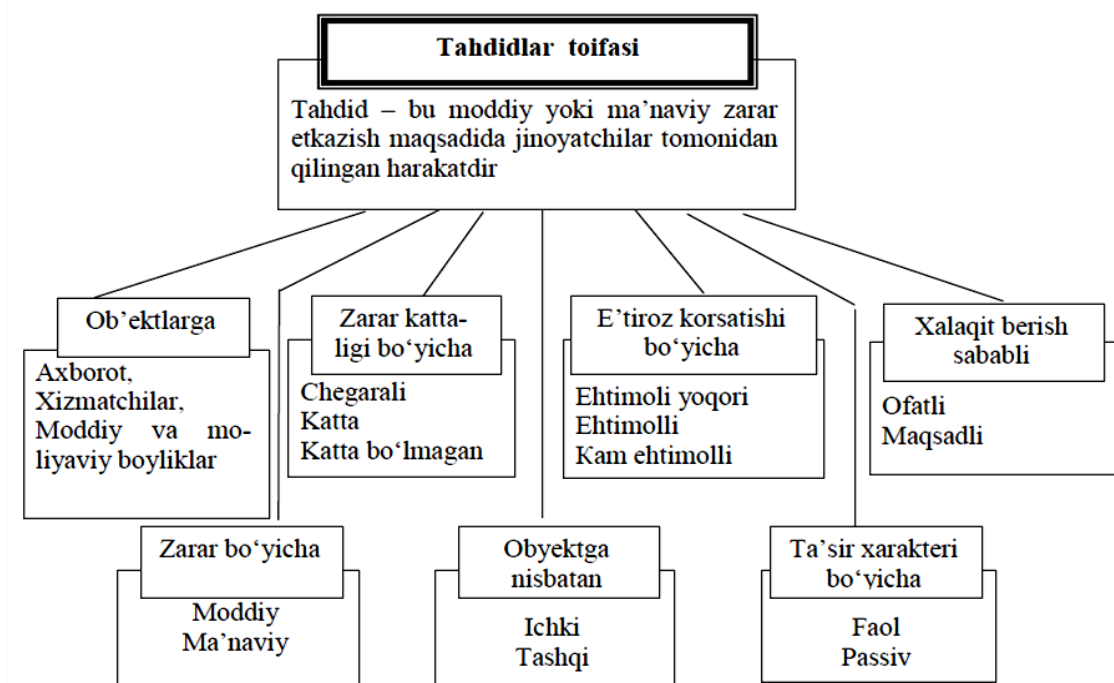 Tahdidlar toifasi
Tahdid – bu moddiy yoki ma’naviy zarar
etkazish maqsadida jinoyatchilar tomonidan
qilingan harakatdir
Ob’ektlarga
Axborot,
Xizmatchilar,
Moddiy va mo-
liyaviy boyliklar
Zarar katta-
ligi bo‘yicha
Chegarali
Katta
Katta bo‘lmagan
E’tiroz korsatishi
bo‘yicha
Ehtimoli yoqori
Ehtimolli
Kam ehtimolli
Xalaqit berish
sababli
Ofatli
Maqsadli
Zarar bo‘yicha
Moddiy
Ma’naviy
Obyektga
nisbatan
Ichki
Tashqi
Ta’sir xarakteri
bo‘yicha
Faol
Passiv